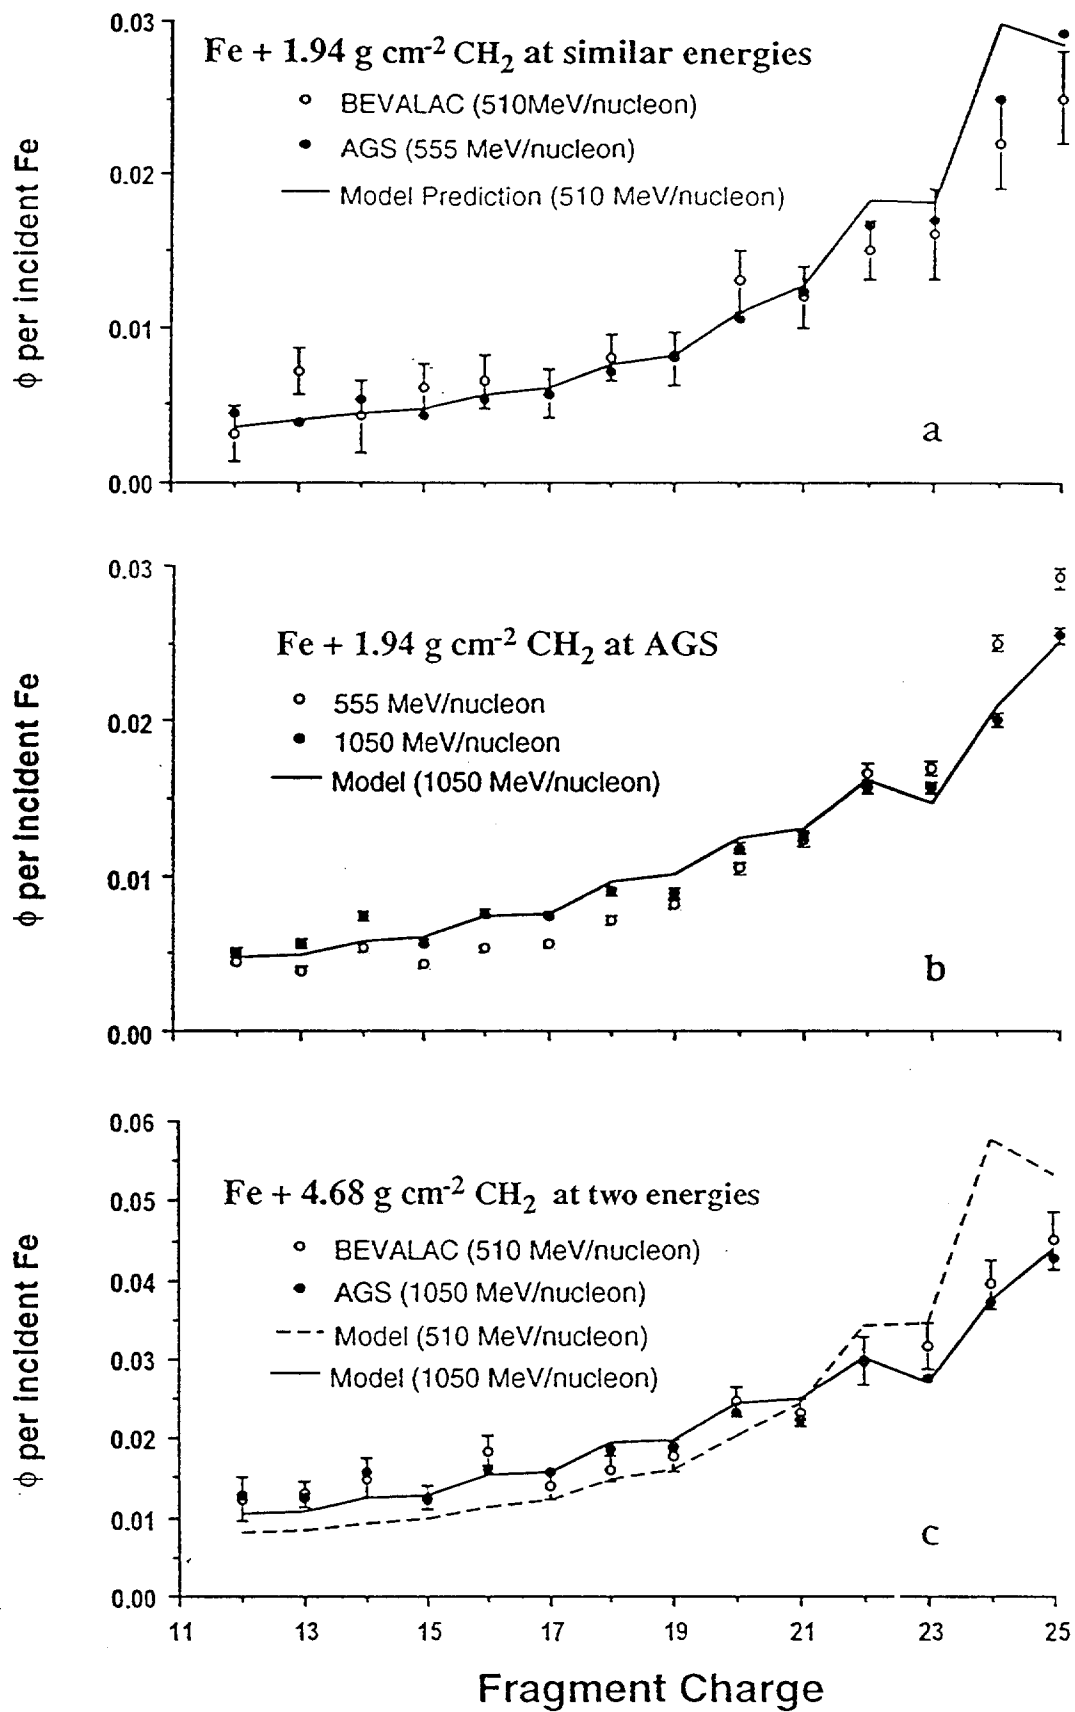 Fe + 1.94 g cm-2 CH2 at similar energies
BEVALAC (510MeV/nucleon)
AGS (555 MeV/nucleon)
Model Prediction (510 MeV/nucleon)
0.03
0.02
0.01
0.00
ϕ per incident Fe
a
Fe + 1.94 g cm-2 CH2 at AGS
555 MeV/nucleon
1050 MeV/nucleon
Model (1050 MeV/nucleon)
0.03
0.02
0.01
0.00
ϕ per incident Fe
b
Fe + 4.68 g cm-2 CH2 at two energies
BEVALAC (510 MeV/nucleon)
AGS (1050 MeV/nucleon)
Model (510 MeV/nucleon)
Model (1050 MeV/nucleon)
0.06
0.05
0.04
0.03
0.02
0.01
0.00
ϕ per incident Fe
c
11 13 15 17 19 21 23 25
Fragment Charge